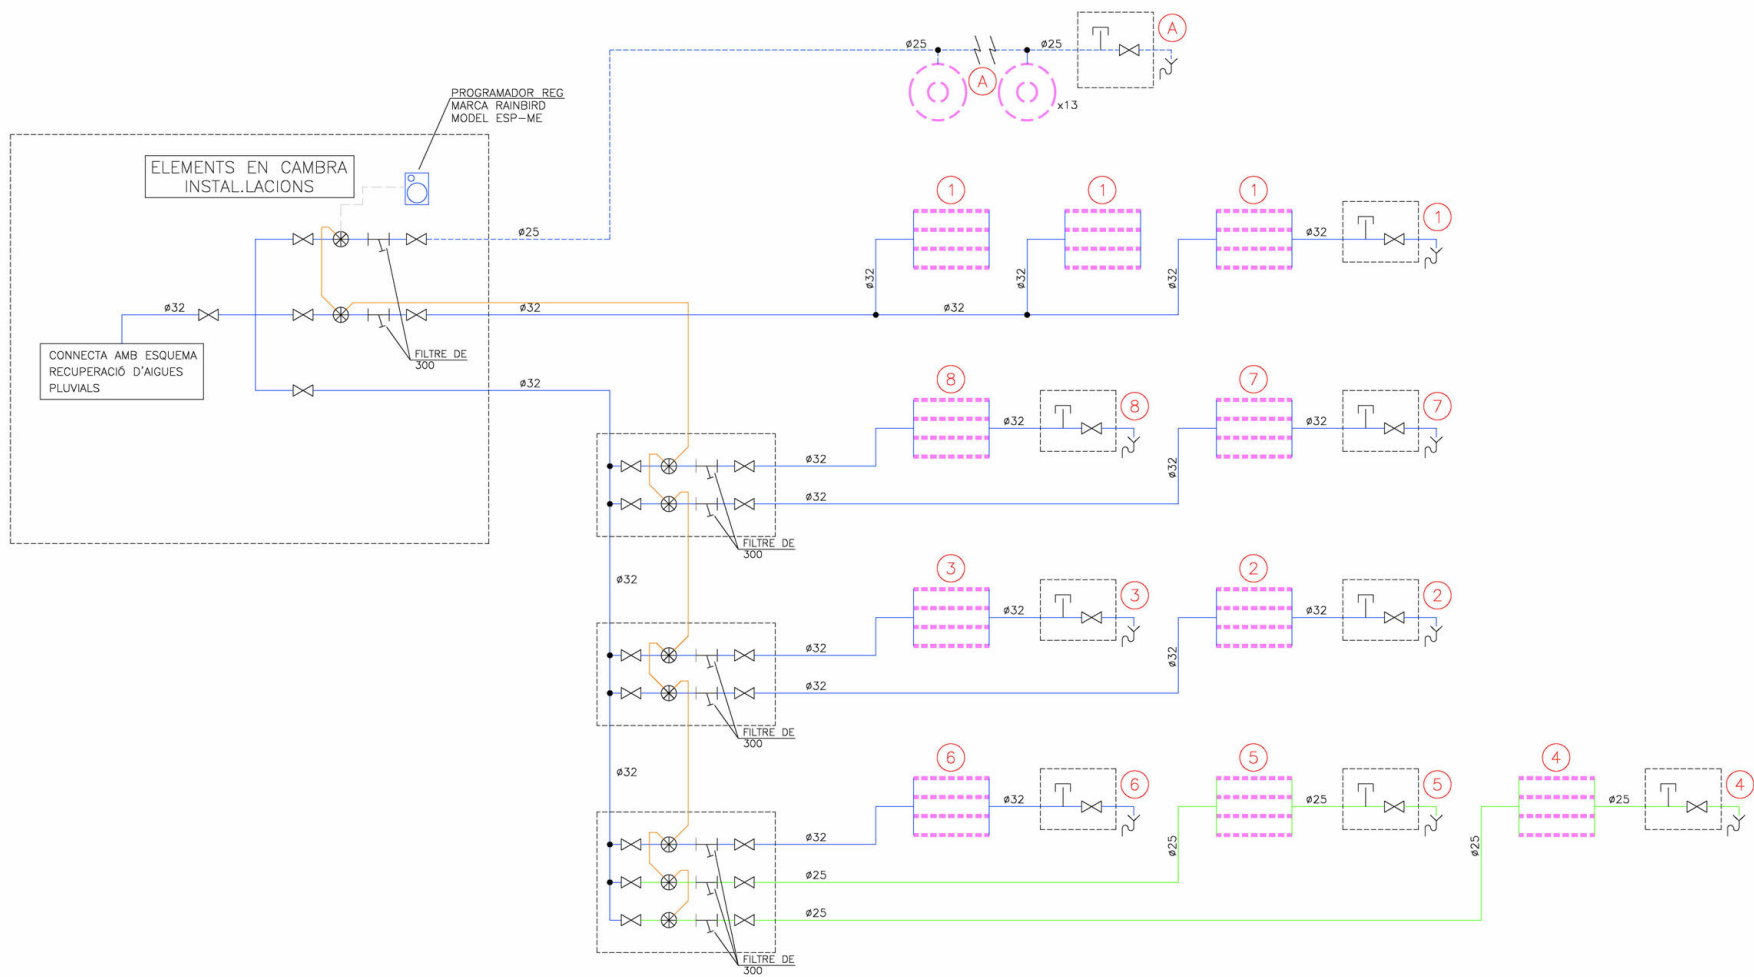 ø25
ø25
A
A
x13
PROGRAMADOR REG
MARCA RAINBIRD
MODEL ESP-ME
ELEMENTS EN CAMBRA
INSTAL.LACIONS
ø25
1
1
1
1
ø32
ø32
ø32
ø32
ø32
ø32
ø32
CONNECTA AMB ESQUEMA
RECUPERACIÓ D'AIGUES
PLUVIALS
FILTRE DE
300
ø32
8
8
7
7
ø32
ø32
ø32
ø32
ø32
FILTRE DE
300
ø32
3
3
2
2
ø32
ø32
ø32
ø32
ø32
FILTRE DE
300
ø32
6
6
5
5
4
4
ø32
ø25
ø25
ø32
ø25
ø25
ø25
ø25
FILTRE DE
300